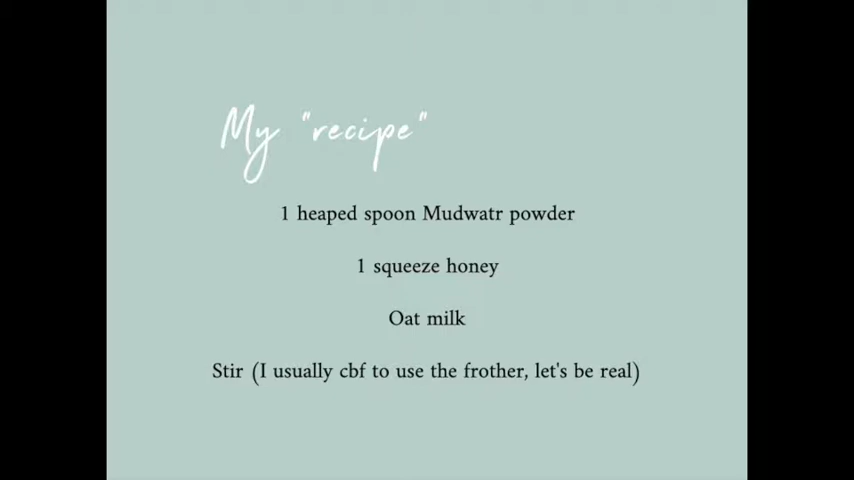 My "recipe"
1 heaped spoon Mudwatr powder
1 squeeze honey
Oat milk
Stir (I usually cbf to use the frother, let's be real)